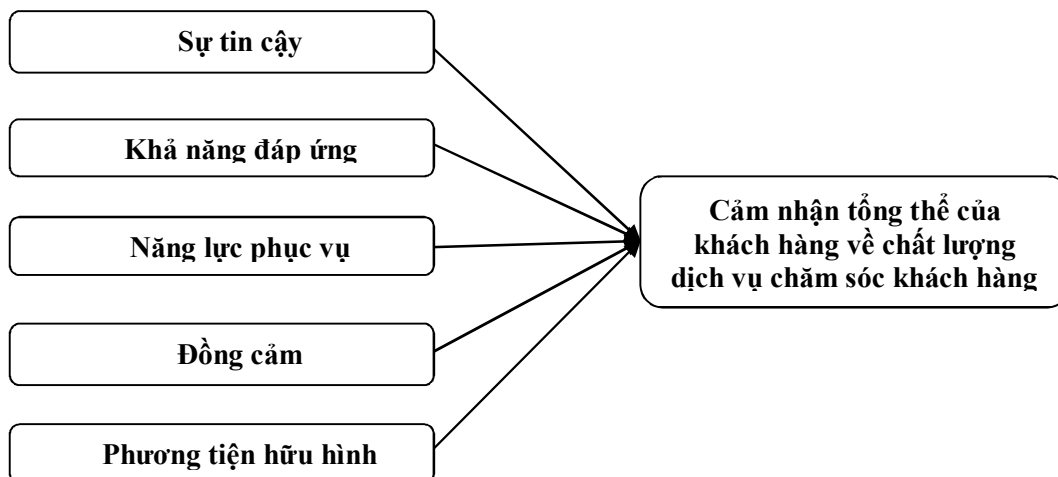 Sự tin cậy
Khả năng đáp ứng
Năng lực phục vụ
Đồng cảm
Phương tiện hữu hình
Cảm nhận tổng thể của
khách hàng về chất lượng
dịch vụ chăm sóc khách hàng